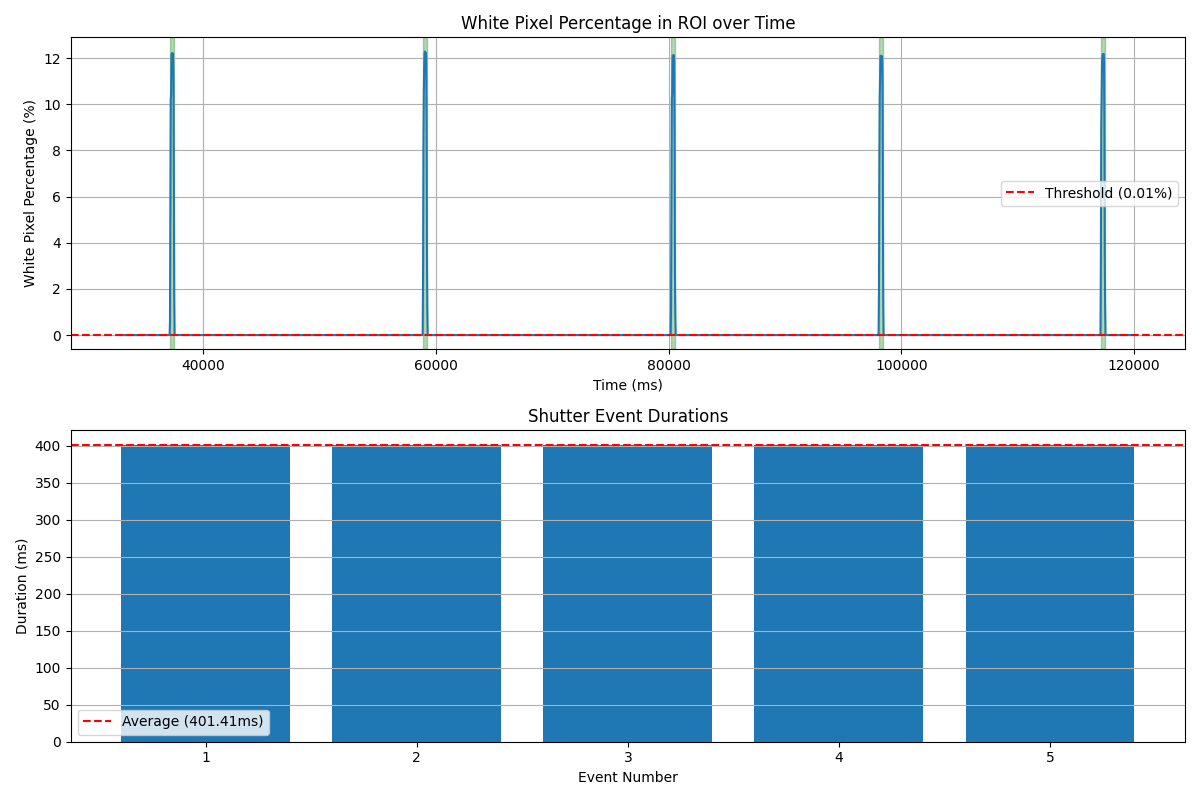 White Pixel Percentage in ROI over Time
White Pixel Percentage (%)
12
10
8
6
4
2
0
Threshold (0.01%)
40000 60000 80000 100000 120000
Time (ms)
Shutter Event Durations
Duration (ms)
400
350
300
250
200
150
100
50
0
Average (401.41ms)
1 2 3 4 5
Event Number